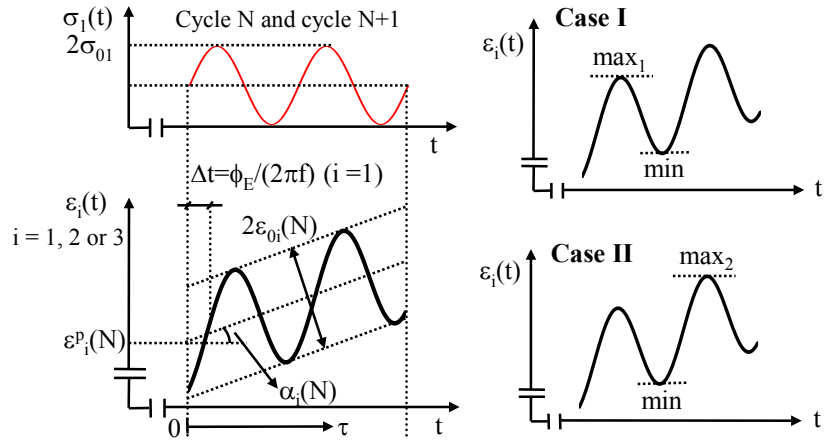 σ₁(t)
Cycle N and cycle N+1
2σ₀₁
t
Δt=ϕ_E/(2πf) (i =1)
εᵢ(t)
i = 1, 2 or 3
2ε₀ᵢ(N)
εᵖᵢ(N)
αᵢ(N)
0
τ
t
Case I
εᵢ(t)
max₁
min
t
Case II
εᵢ(t)
max₂
min
t